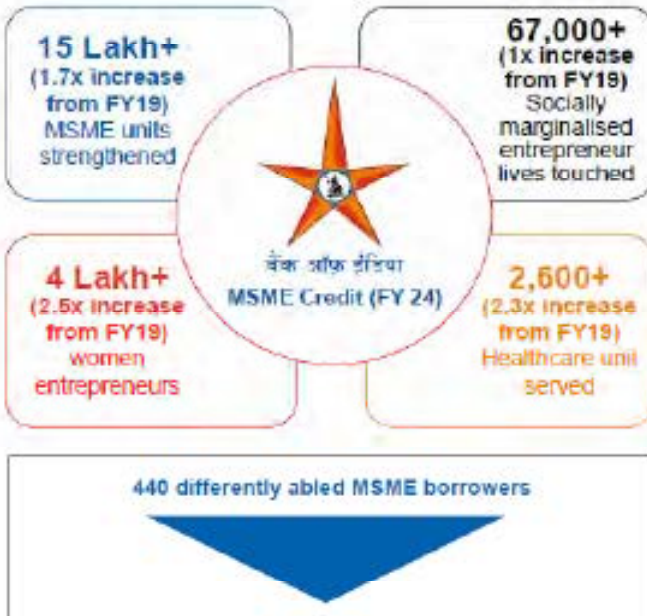 15 Lakh+
(1.7x increase
from FY19)
MSME units
strengthened
67,000+
(1x increase
from FY19)
Socially
marginalised
entrepreneur
lives touched
बैंक ऑफ़ इंडिया
MSME Credit (FY 24)
4 Lakh+
(2.5x increase
from FY19)
women
entrepreneurs
2,600+
(2.3x increase
from FY19)
Healthcare unit
served
440 differently abled MSME borrowers